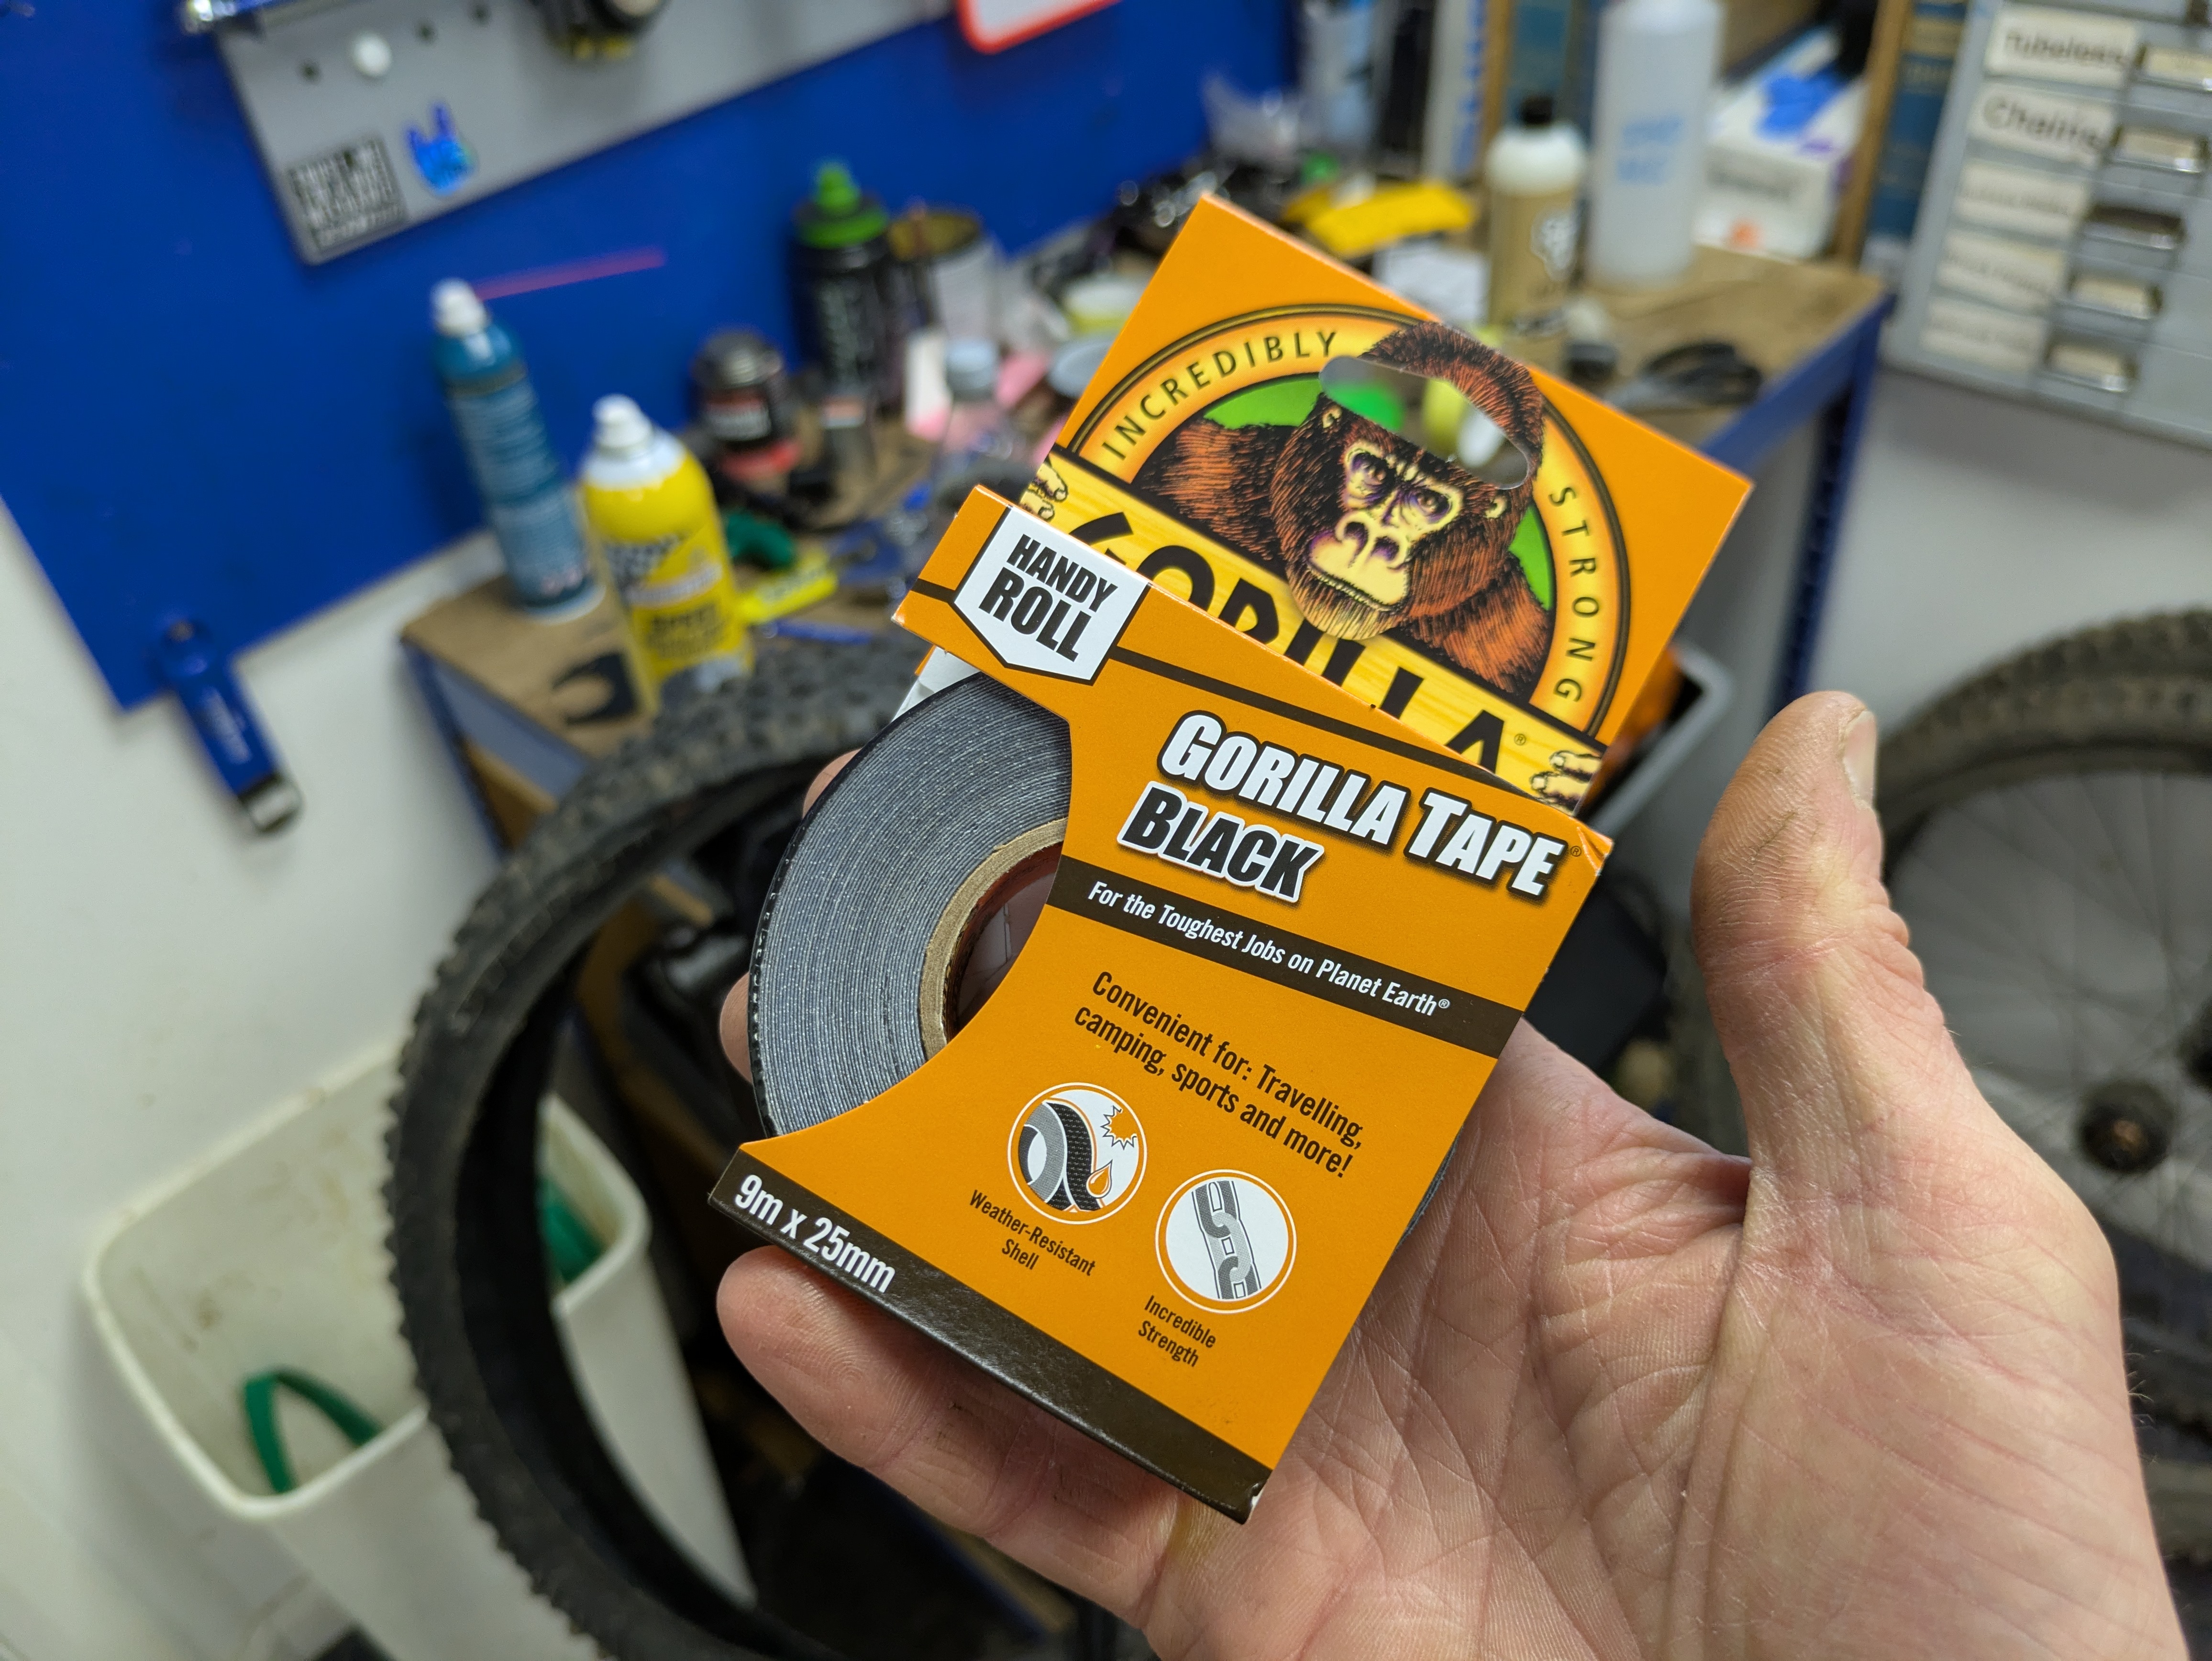 Tubeless
Chains
INCREDIBLY
STRONG
GORILLA®
HANDY
ROLL
GORILLA TAPE®
BLACK
For the Toughest Jobs on Planet Earth®
Convenient for: Travelling,
camping, sports and more!
Weather-Resistant
Shell
Incredible
Strength
9m x 25mm